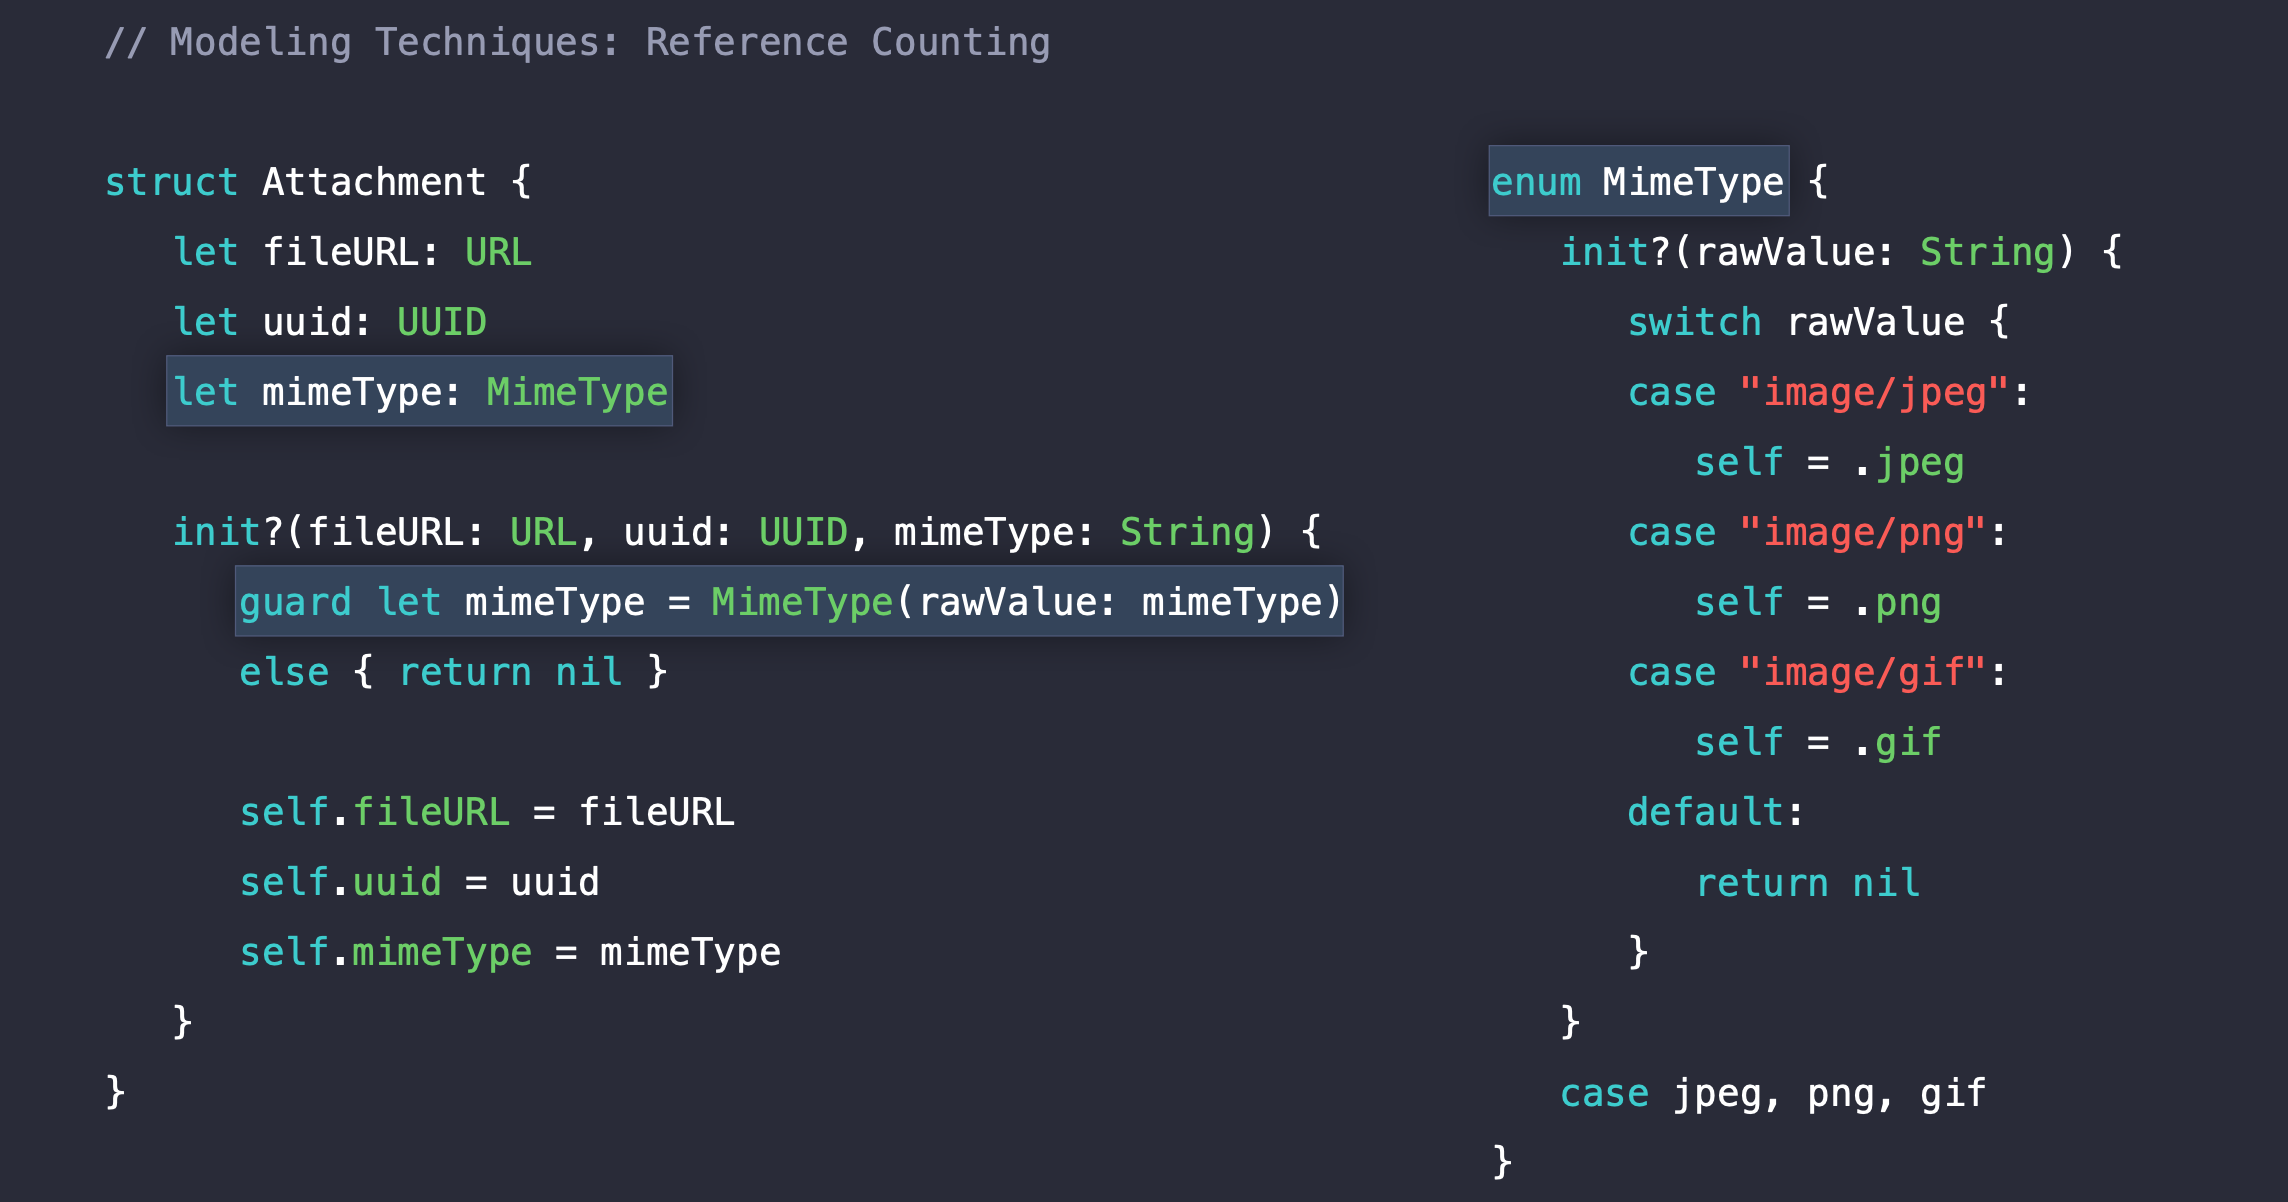 // Modeling Techniques: Reference Counting
struct Attachment {
let fileURL: URL
let uuid: UUID
let mimeType: MimeType
init?(fileURL: URL, uuid: UUID, mimeType: String) {
guard let mimeType = MimeType(rawValue: mimeType)
else { return nil }
self.fileURL = fileURL
self.uuid = uuid
self.mimeType = mimeType
}
}
enum MimeType {
init?(rawValue: String) {
switch rawValue {
case "image/jpeg":
self = .jpeg
case "image/png":
self = .png
case "image/gif":
self = .gif
default:
return nil
}
}
case jpeg, png, gif
}